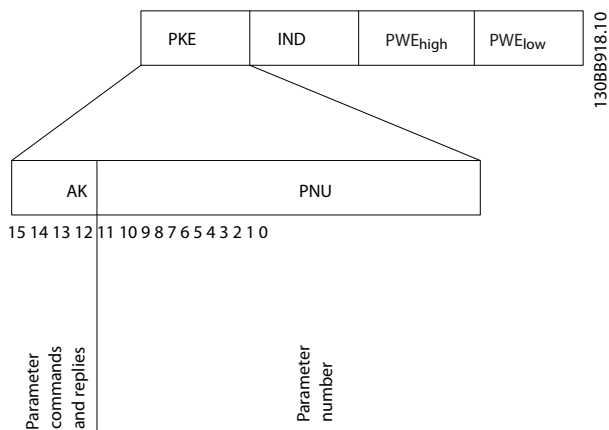 PKE IND PWEhigh PWElow
130BB918.10
AK PNU
15 14 13 12 11 10 9 8 7 6 5 4 3 2 1 0
Parameter
commands
and replies
Parameter
number